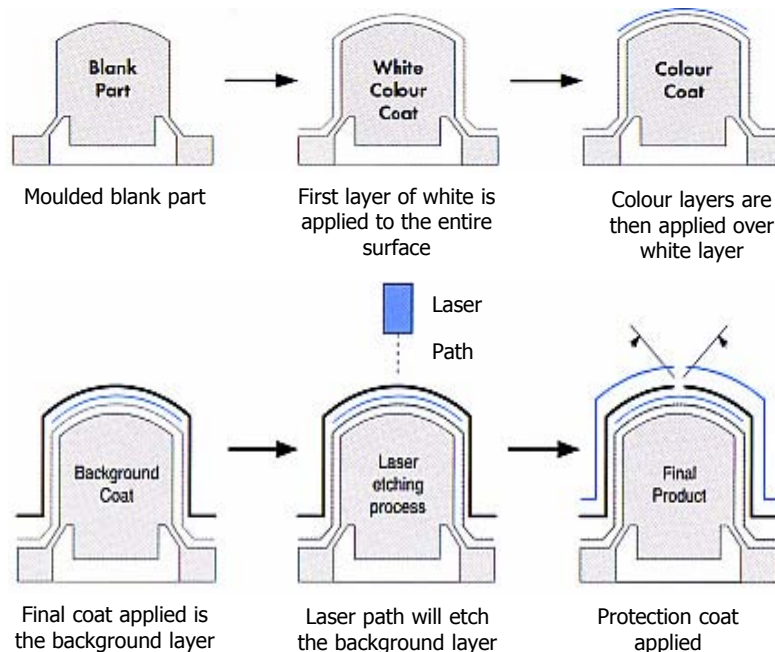 Blank
Part
White
Colour
Coat
Colour
Coat
Moulded blank part
First layer of white is
applied to the entire
surface
Colour layers are
then applied over
white layer
Laser
Path
Background
Coat
Laser
etching
process
Final
Product
Final coat applied is
the background layer
Laser path will etch
the background layer
Protection coat
applied